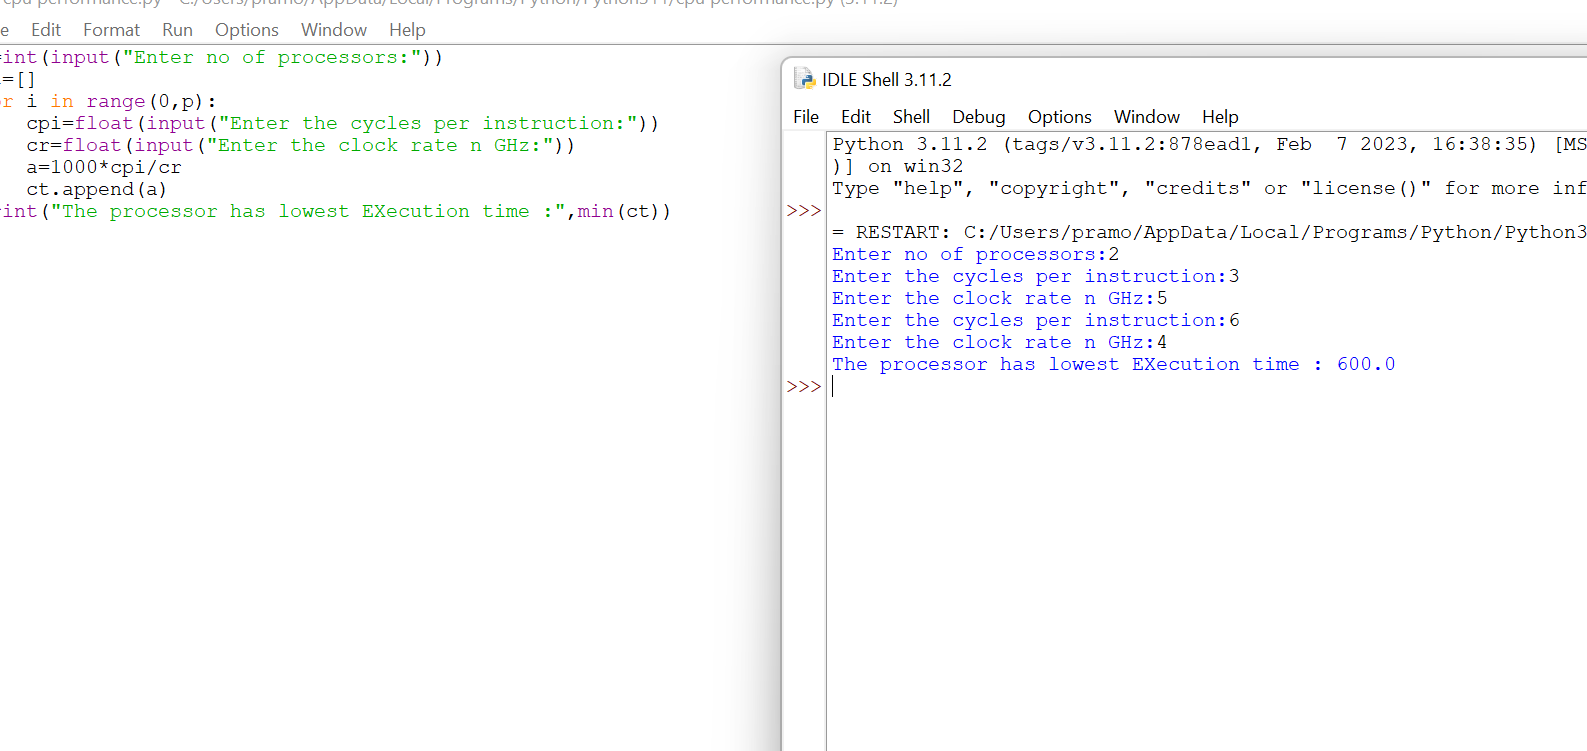 cpu performance.py - C:/Users/pramo/AppData/Local/Programs/Python/Python311/cpu performance.py (3.11.2)
e Edit Format Run Options Window Help
=int(input("Enter no of processors:"))
=[]
r i in range(0,p):
cpi=float(input("Enter the cycles per instruction:"))
cr=float(input("Enter the clock rate n GHz:"))
a=1000*cpi/cr
ct.append(a)
int("The processor has lowest EXecution time :",min(ct))
IDLE Shell 3.11.2
File Edit Shell Debug Options Window Help
Python 3.11.2 (tags/v3.11.2:878ead1, Feb  7 2023, 16:38:35) [MS
)] on win32
Type "help", "copyright", "credits" or "license()" for more inf
>>>
= RESTART: C:/Users/pramo/AppData/Local/Programs/Python/Python3
Enter no of processors:2
Enter the cycles per instruction:3
Enter the clock rate n GHz:5
Enter the cycles per instruction:6
Enter the clock rate n GHz:4
The processor has lowest EXecution time : 600.0
>>>